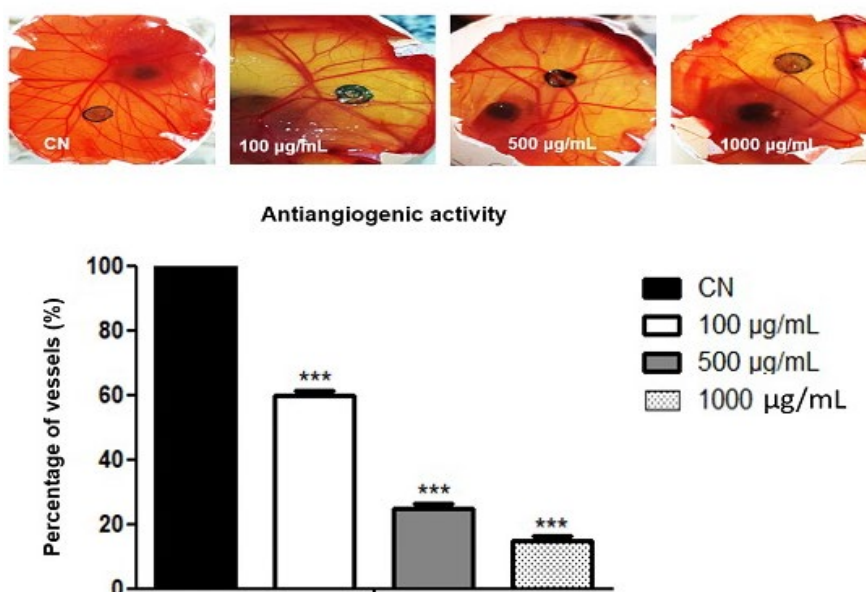 CN
100 µg/mL
500 µg/mL
1000 µg/mL
Antiangiogenic activity
Percentage of vessels (%)
100
80
60
40
20
0
***
***
***
CN
100 µg/mL
500 µg/mL
1000 µg/mL